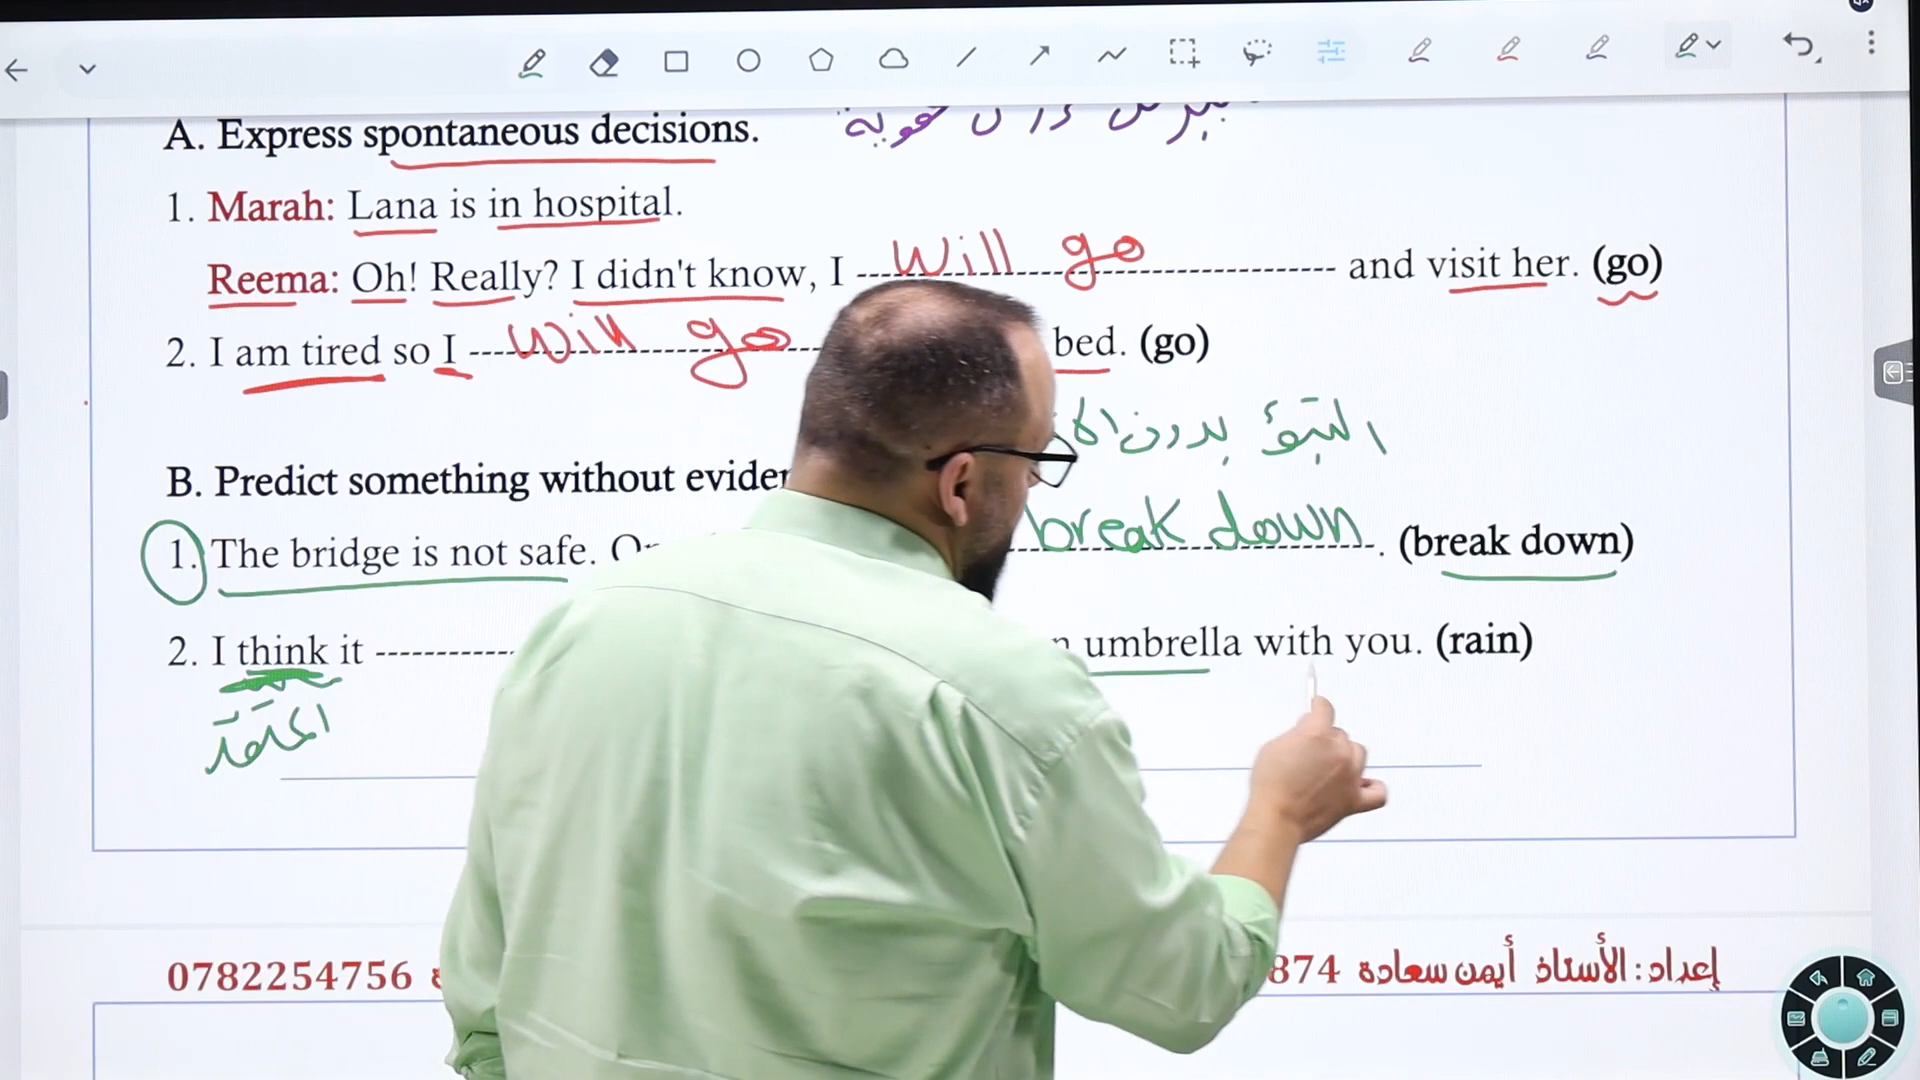 A. Express spontaneous decisions.
1. Marah: Lana is in hospital.
Reema: Oh! Really? I didn't know, I will go and visit her. (go)
2. I am tired so I will go bed. (go)
التنبؤ بدون
B. Predict something without
1. The bridge is not safe. break down. (break down)
2. I think it umbrella with you. (rain)
0782254756 874 إعداد: الأستاذ أيمن سعادة